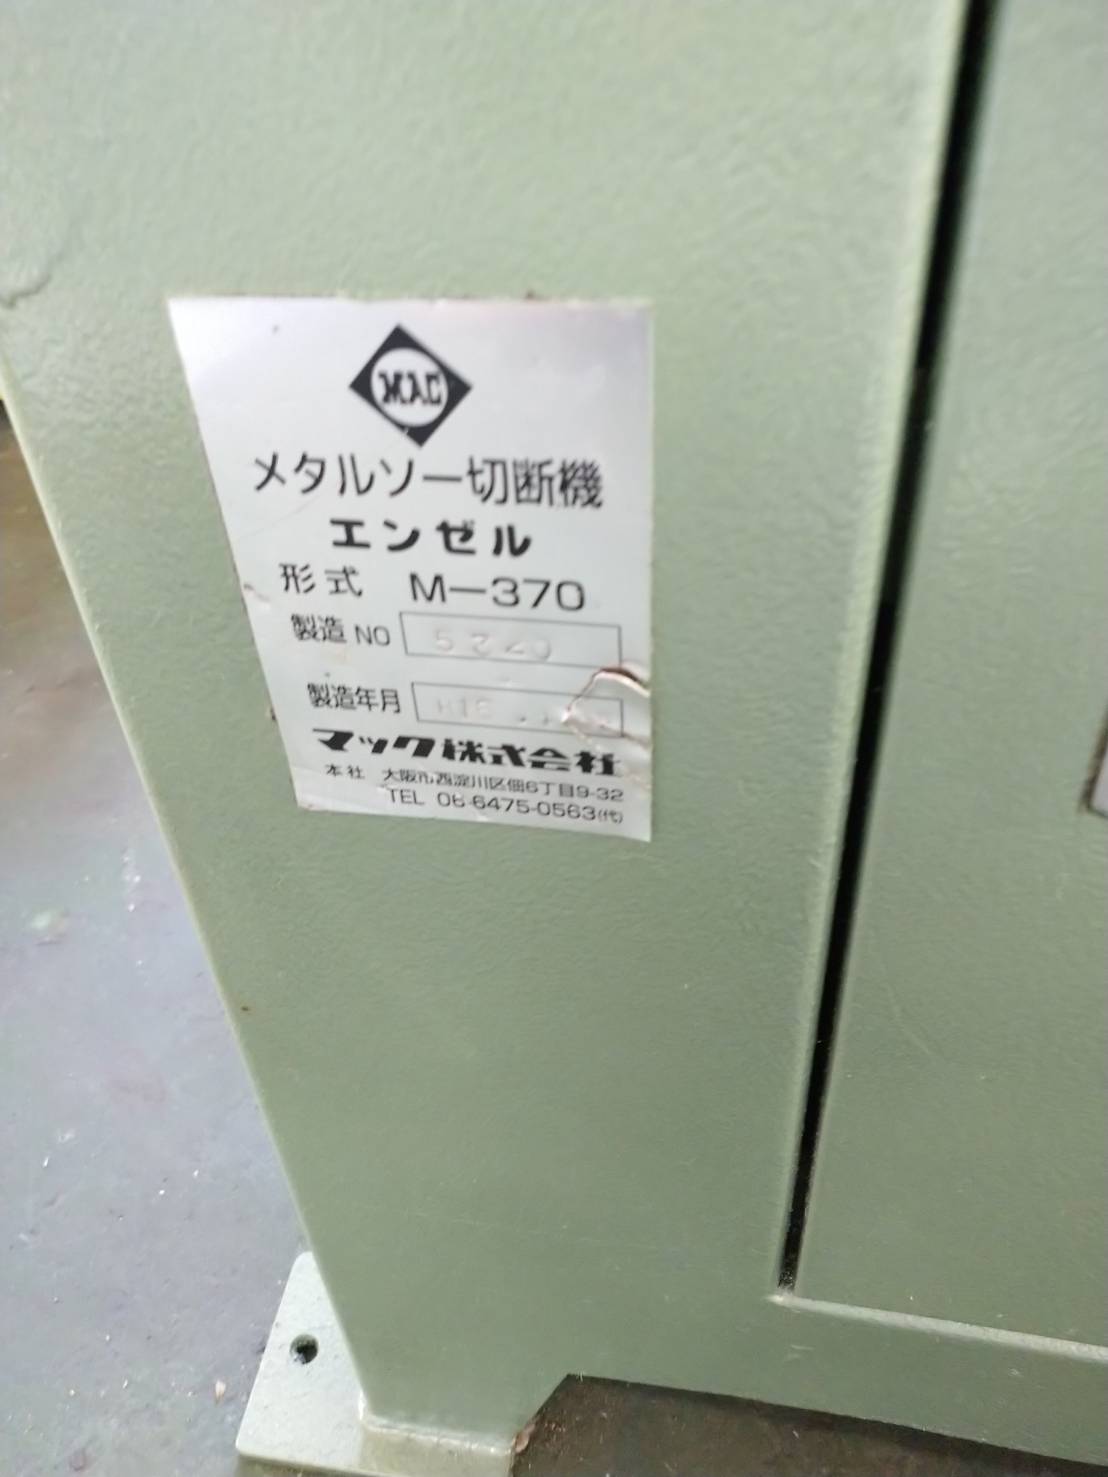 MAC
メタルソー切断機
エンゼル
形式 M-370
製造 NO
製造年月
マック株式会社
本社 大阪市西淀川区佃6丁目9-32
TEL 06-6475-0563(代)